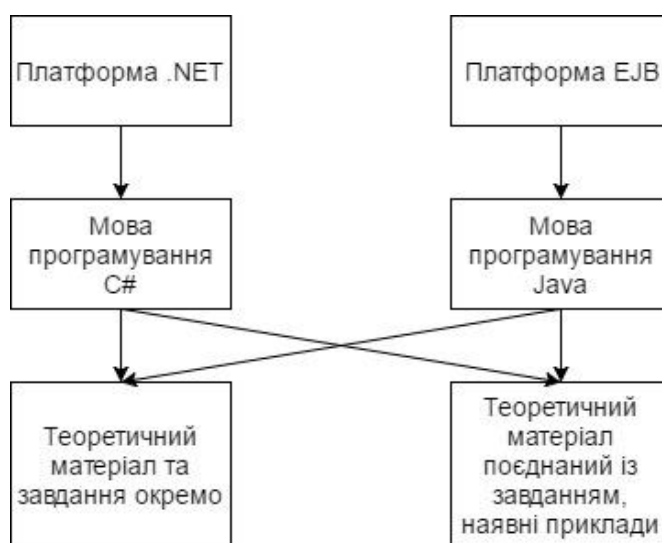 Платформа .NET
Платформа EJB
Мова
програмування
C#
Мова
програмування
Java
Теоретичний
матеріал та
завдання окремо
Теоретичний
матеріал
поєднаний із
завданням,
наявні приклади